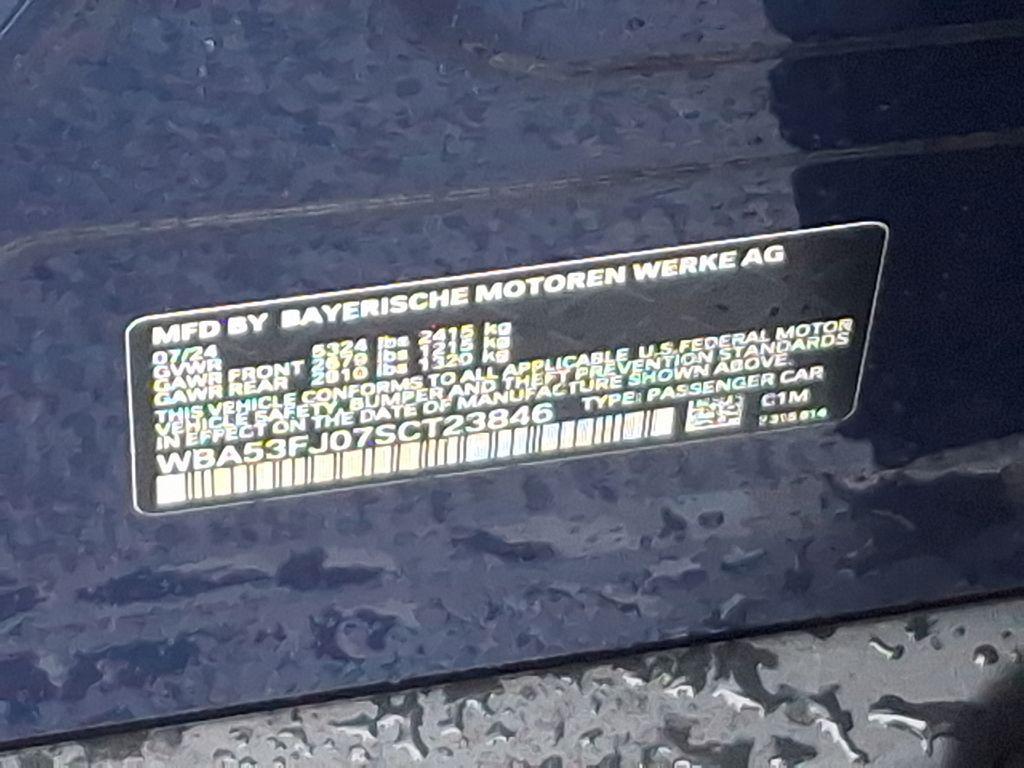 MFD BY BAYERISCHE MOTOREN WERKE AG
07/24
GVWR 5324 lbs 2415 kg
GAWR FRONT 2679 lbs 1215 kg
GAWR REAR 2910 lbs 1320 kg
THIS VEHICLE CONFORMS TO ALL APPLICABLE U.S. FEDERAL MOTOR
VEHICLE SAFETY, BUMPER AND THEFT PREVENTION STANDARDS
IN EFFECT ON THE DATE OF MANUFACTURE SHOWN ABOVE.
WBA53FJ07SCT23846 TYPE: PASSENGER CAR
C1M